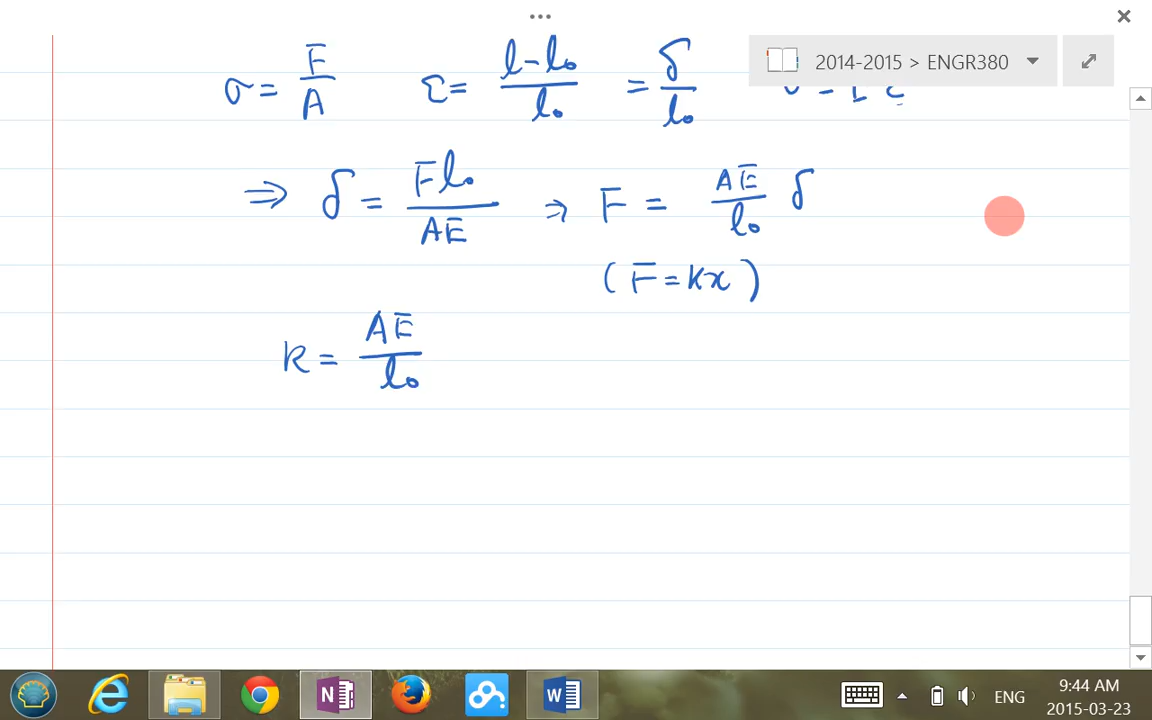 2014-2015 > ENGR380
σ = F/A   ε = (l-l₀)/l₀ = δ/l₀
⇒ δ = Fl₀/AE → F = AE/l₀ δ
(F = kx)
k = AE/l₀
ENG
9:44 AM
2015-03-23